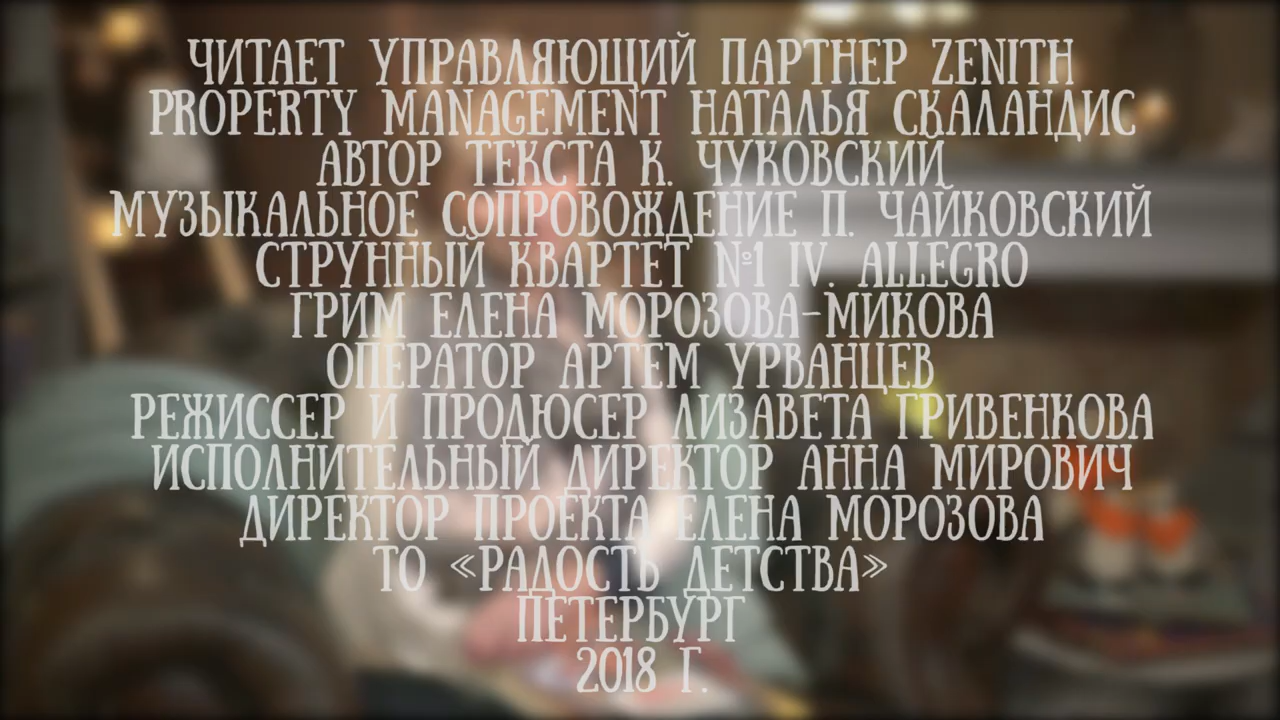 ЧИТАЕТ УПРАВЛЯЮЩИЙ ПАРТНЕР ZENITH
PROPERTY MANAGEMENT НАТАЛЬЯ СКАЛАНДИС
АВТОР ТЕКСТА К. ЧУКОВСКИЙ
МУЗЫКАЛЬНОЕ СОПРОВОЖДЕНИЕ П. ЧАЙКОВСКИЙ
СТРУННЫЙ КВАРТЕТ №1 IV. ALLEGRO
ГРИМ ЕЛЕНА МОРОЗОВА-МИКОВА
ОПЕРАТОР АРТЕМ УРВАНЦЕВ
РЕЖИССЕР И ПРОДЮСЕР ЛИЗАВЕТА ГРИВЕНКОВА
ИСПОЛНИТЕЛЬНЫЙ ДИРЕКТОР АННА МИРОВИЧ
ДИРЕКТОР ПРОЕКТА ЕЛЕНА МОРОЗОВА
ТО «РАДОСТЬ ДЕТСТВА»
ПЕТЕРБУРГ
2018 Г.